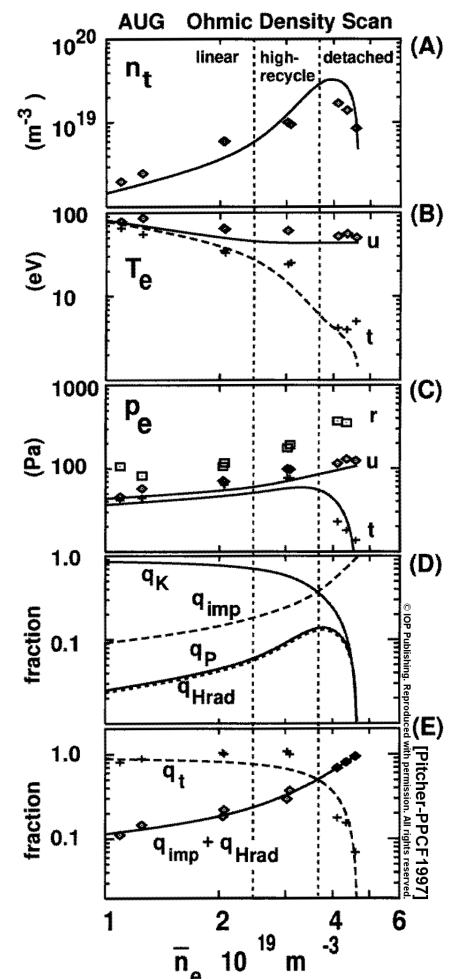 AUG Ohmic Density Scan
(A)
10^20
linear high-recycle detached
n_t
(m^-3)
10^19
(B)
100
u
T_e
(eV)
10
t
(C)
1000
p_e
r
(Pa)
u
100
t
(D)
1.0
q_K
q_imp
fraction
0.1
q_P
q_Hrad
(E)
1.0
q_t
fraction
0.1
q_imp + q_Hrad
1 2 3 4 6
n̅_e 10^19 m^-3
© IOP Publishing. Reproduced with permission. All rights reserved.
[Pitcher-PPCF1997]